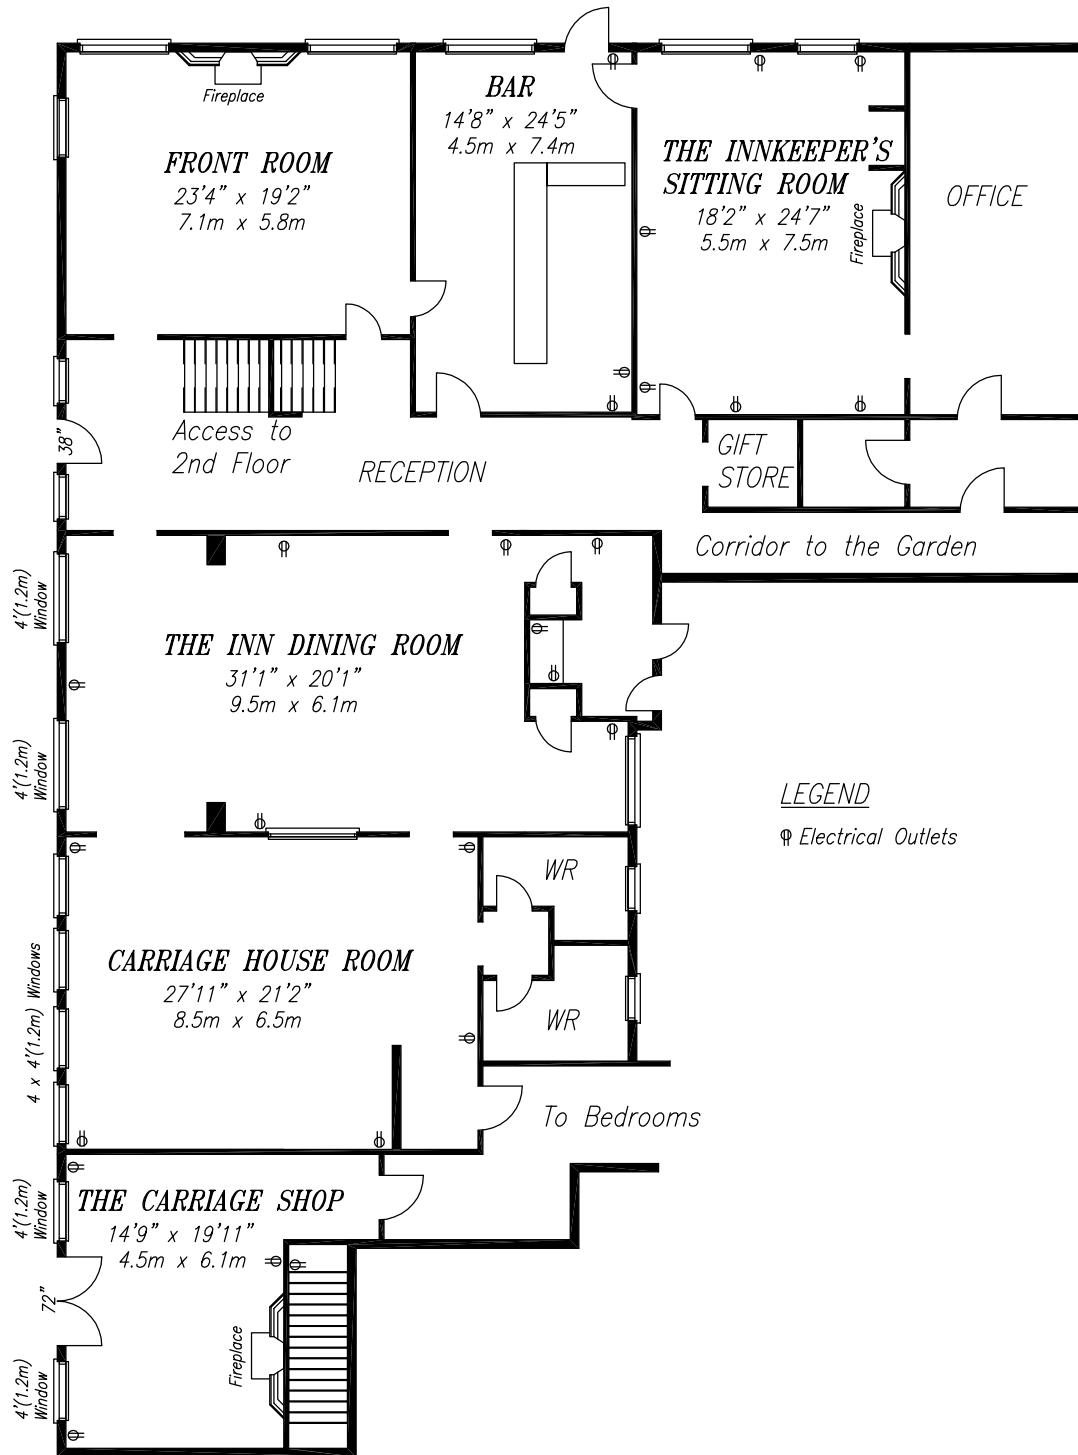 Fireplace
FRONT ROOM
23'4" x 19'2"
7.1m x 5.8m
BAR
14'8" x 24'5"
4.5m x 7.4m
THE INNKEEPER'S
SITTING ROOM
18'2" x 24'7"
5.5m x 7.5m
Fireplace
OFFICE
38"
Access to
2nd Floor
RECEPTION
GIFT
STORE
Corridor to the Garden
4'(1.2m)
Window
THE INN DINING ROOM
31'1" x 20'1"
9.5m x 6.1m
4'(1.2m)
Window
LEGEND
Electrical Outlets
WR
CARRIAGE HOUSE ROOM
27'11" x 21'2"
8.5m x 6.5m
4 x 4'(1.2m) Windows
WR
To Bedrooms
4'(1.2m)
Window
THE CARRIAGE SHOP
14'9" x 19'11"
4.5m x 6.1m
72"
Fireplace
4'(1.2m)
Window